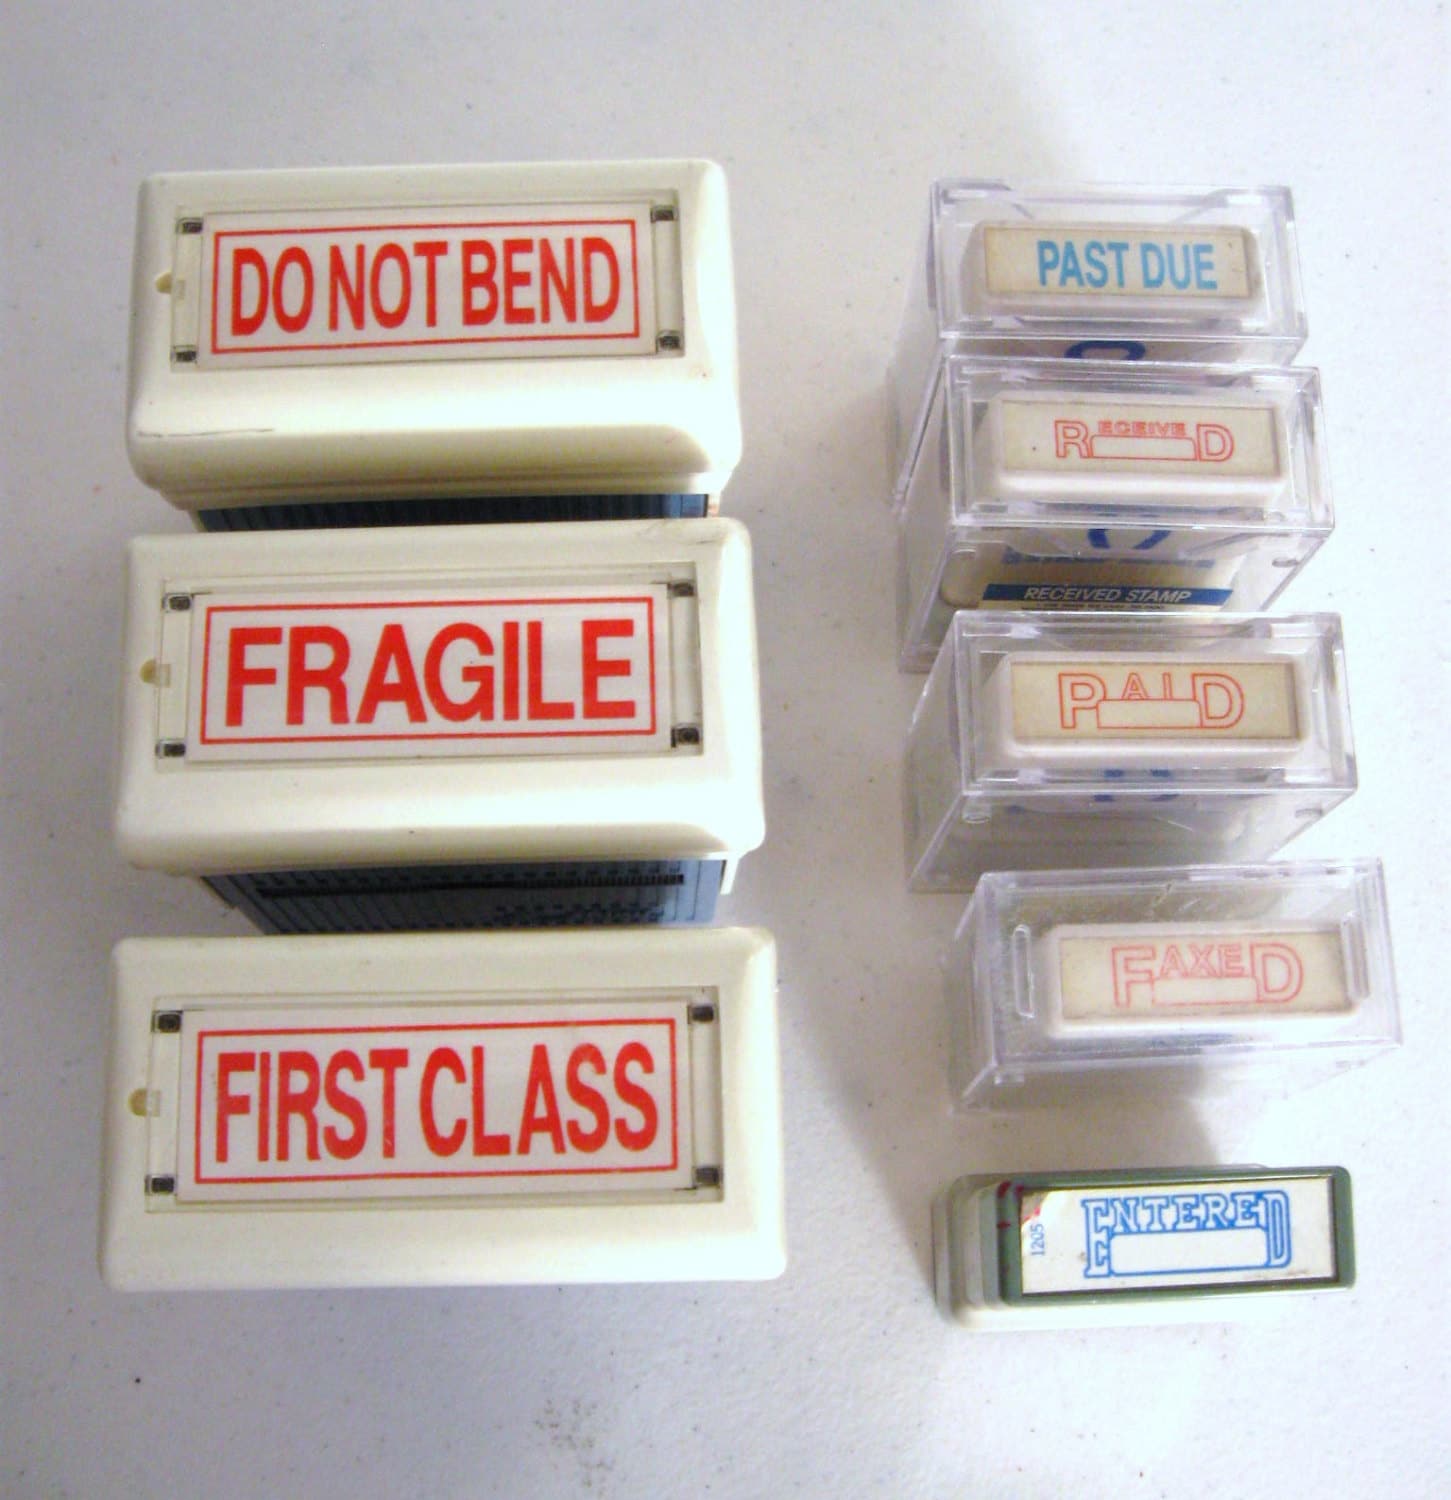 DO NOT BEND
FRAGILE
FIRST CLASS
PAST DUE
RECEIVED
RECEIVED STAMP
PAID
FAXED
1205
ENTERED